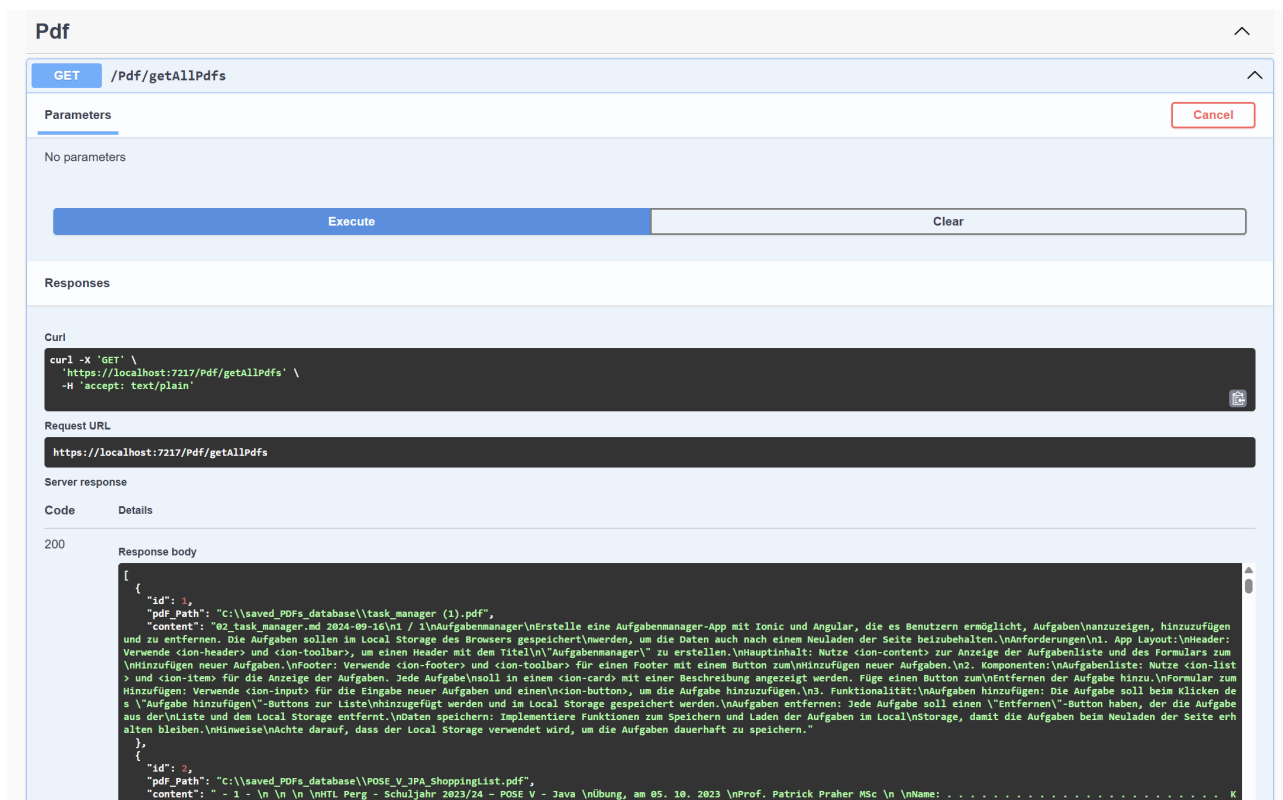 Pdf
GET /Pdf/getAllPdfs
Parameters
Cancel
No parameters
Execute
Clear
Responses
Curl
curl -X 'GET' \
'https://localhost:7217/Pdf/getAllPdfs' \
-H 'accept: text/plain'
Request URL
https://localhost:7217/Pdf/getAllPdfs
Server response
Code Details
200
Response body
[
{
"id": 1,
"pdF_Path": "C:\\saved_PDFs_database\\task_manager (1).pdf",
"content": "02_task_manager.md 2024-09-16\n1 / 1\nAufgabenmanager\nErstelle eine Aufgabenmanager-App mit Ionic und Angular, die es Benutzern ermöglicht, Aufgaben\nanzuzeigen, hinzuzufügen
und zu entfernen. Die Aufgaben sollen im Local Storage des Browsers gespeichert\nwerden, um die Daten auch nach einem Neuladen der Seite beizubehalten.\nAnforderungen\n1. App Layout:\nHeader:
Verwende <ion-header> und <ion-toolbar>, um einen Header mit dem Titel\n\"Aufgabenmanager\" zu erstellen.\nHauptinhalt: Nutze <ion-content> zur Anzeige der Aufgabenliste und des Formulars zum
\nHinzufügen neuer Aufgaben.\nFooter: Verwende <ion-footer> und <ion-toolbar> für einen Footer mit einem Button zum\nHinzufügen neuer Aufgaben.\n2. Komponenten:\nAufgabenliste: Nutze <ion-list
> und <ion-item> für die Anzeige der Aufgaben. Jede Aufgabe\nsoll in einem <ion-card> mit einer Beschreibung angezeigt werden. Füge einen Button zum\nEntfernen der Aufgabe hinzu.\nFormular zum
Hinzufügen: Verwende <ion-input> für die Eingabe neuer Aufgaben und einen\n<ion-button>, um die Aufgabe hinzuzufügen.\n3. Funktionalität:\nAufgaben hinzufügen: Die Aufgabe soll beim Klicken de
s \"Aufgabe hinzufügen\"-Buttons zur Liste\nhinzugefügt werden und im Local Storage gespeichert werden.\nAufgaben entfernen: Jede Aufgabe soll einen \"Entfernen\"-Button haben, der die Aufgabe
aus der\nListe und dem Local Storage entfernt.\nDaten speichern: Implementiere Funktionen zum Speichern und Laden der Aufgaben im Local\nStorage, damit die Aufgaben beim Neuladen der Seite erh
alten bleiben.\nHinweise\nAchte darauf, dass der Local Storage verwendet wird, um die Aufgaben dauerhaft zu speichern."
},
{
"id": 2,
"pdF_Path": "C:\\saved_PDFs_database\\POSE_V_JPA_ShoppingList.pdf",
"content": " - 1 - \n \n \n \nHTL Perg - Schuljahr 2023/24 – POSE V - Java \nÜbung, am 05. 10. 2023 \nProf. Patrick Praher MSc \n \nName: . . . . . . . . . . . . . . . . . . . . . . . K